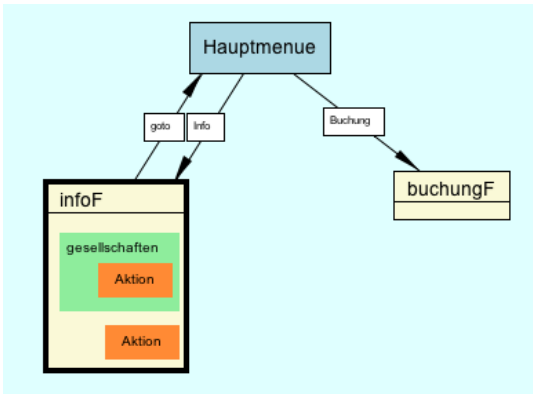 Hauptmenue
goto
Info
Buchung
infoF
buchungF
gesellschaften
Aktion
Aktion